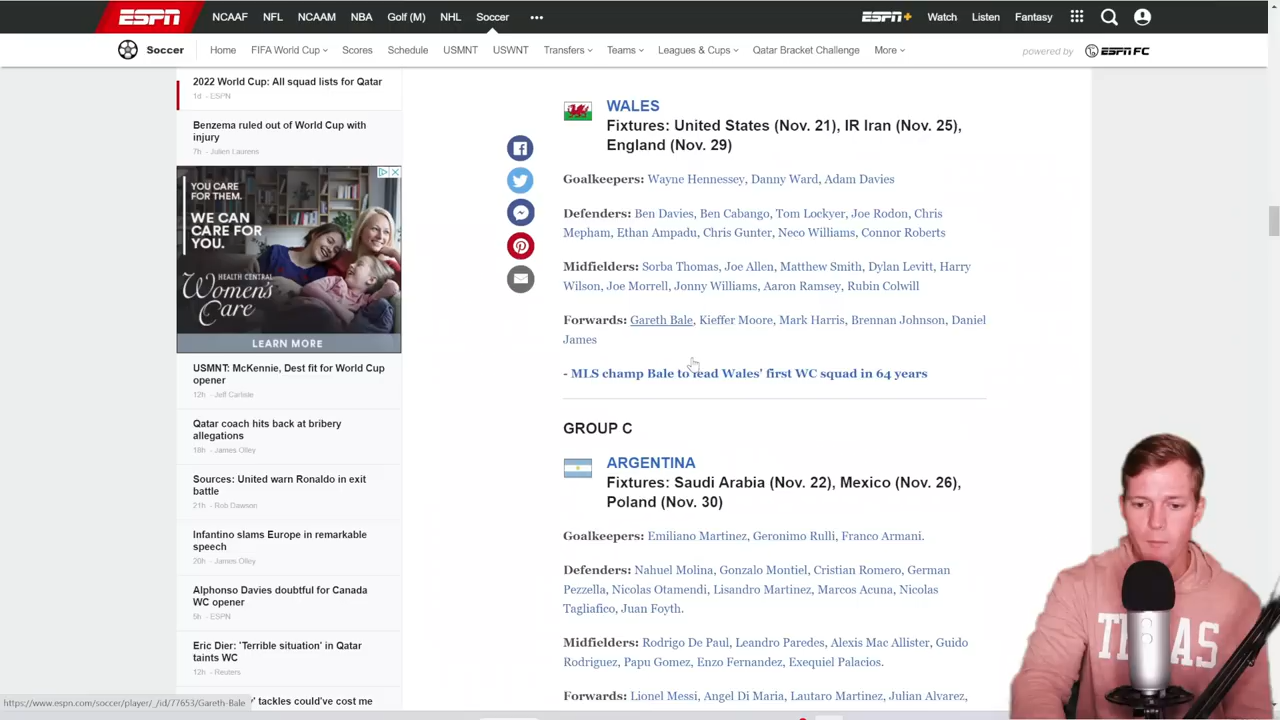 ESPN NCAAF NFL NCAAM NBA Golf (M) NHL Soccer ••• ESPN+ Watch Listen Fantasy
Soccer Home FIFA World Cup Scores Schedule USMNT USWNT Transfers Teams Leagues & Cups Qatar Bracket Challenge More powered by ESPN FC
2022 World Cup: All squad lists for Qatar
1d - ESPN
Benzema ruled out of World Cup with
injury
7h - Julien Laurens
YOU CARE
FOR THEM.
WE CAN
CARE FOR
YOU.
HEALTH CENTRAL
Women's
Care
LEARN MORE
USMNT: McKennie, Dest fit for World Cup
opener
12h - Jeff Carlisle
Qatar coach hits back at bribery
allegations
18h - James Olley
Sources: United warn Ronaldo in exit
battle
21h - Rob Dawson
Infantino slams Europe in remarkable
speech
20h - James Olley
Alphonso Davies doubtful for Canada
WC opener
5h - ESPN
Eric Dier: 'Terrible situation' in Qatar
taints WC
12h - Reuters
' tackles could've cost me
https://www.espn.com/soccer/player/_/id/77653/Gareth-Bale
WALES
Fixtures: United States (Nov. 21), IR Iran (Nov. 25),
England (Nov. 29)
Goalkeepers: Wayne Hennessey, Danny Ward, Adam Davies
Defenders: Ben Davies, Ben Cabango, Tom Lockyer, Joe Rodon, Chris
Mepham, Ethan Ampadu, Chris Gunter, Neco Williams, Connor Roberts
Midfielders: Sorba Thomas, Joe Allen, Matthew Smith, Dylan Levitt, Harry
Wilson, Joe Morrell, Jonny Williams, Aaron Ramsey, Rubin Colwill
Forwards: Gareth Bale, Kieffer Moore, Mark Harris, Brennan Johnson, Daniel
James
- MLS champ Bale to lead Wales' first WC squad in 64 years
GROUP C
ARGENTINA
Fixtures: Saudi Arabia (Nov. 22), Mexico (Nov. 26),
Poland (Nov. 30)
Goalkeepers: Emiliano Martinez, Geronimo Rulli, Franco Armani.
Defenders: Nahuel Molina, Gonzalo Montiel, Cristian Romero, German
Pezzella, Nicolas Otamendi, Lisandro Martinez, Marcos Acuna, Nicolas
Tagliafico, Juan Foyth.
Midfielders: Rodrigo De Paul, Leandro Paredes, Alexis Mac Allister, Guido
Rodriguez, Papu Gomez, Enzo Fernandez, Exequiel Palacios.
Forwards: Lionel Messi, Angel Di Maria, Lautaro Martinez, Julian Alvarez,
TEXAS